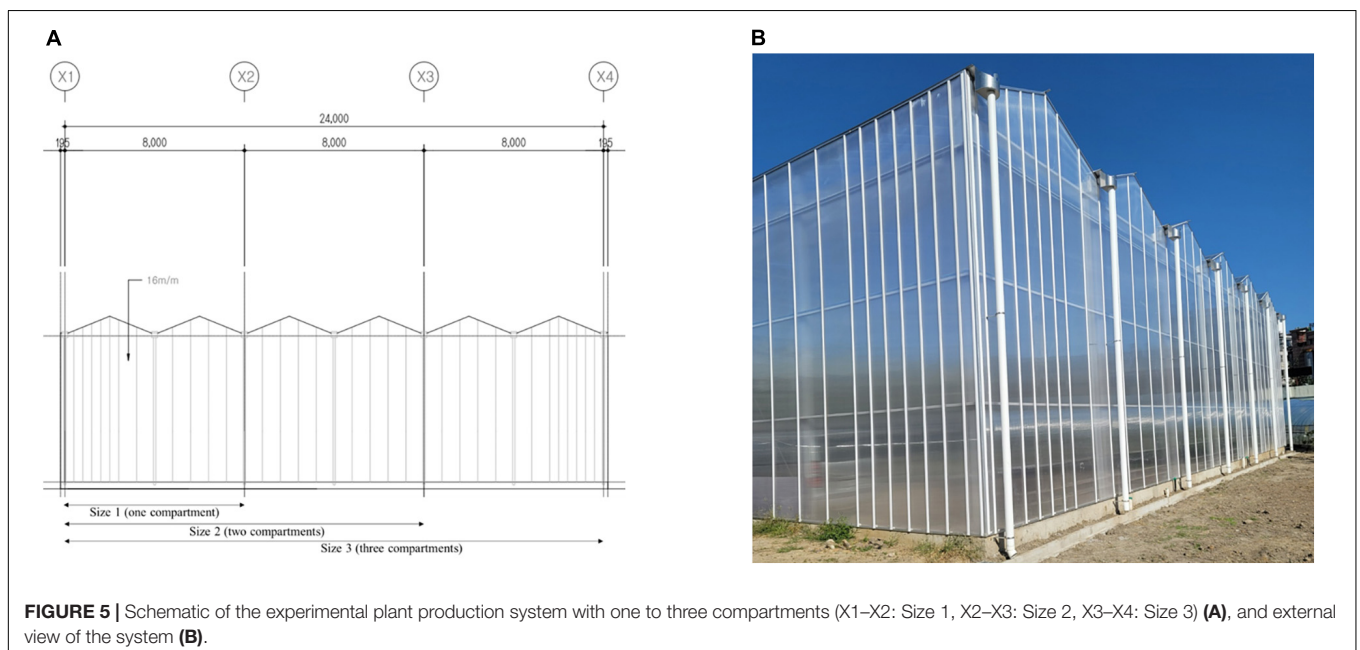 A
B
X1 X2 X3 X4
24,000
195 8,000 8,000 8,000 195
16m/m
Size 1 (one compartment)
Size 2 (two compartments)
Size 3 (three compartments)
FIGURE 5 | Schematic of the experimental plant production system with one to three compartments (X1–X2: Size 1, X2–X3: Size 2, X3–X4: Size 3) (A), and external
view of the system (B).